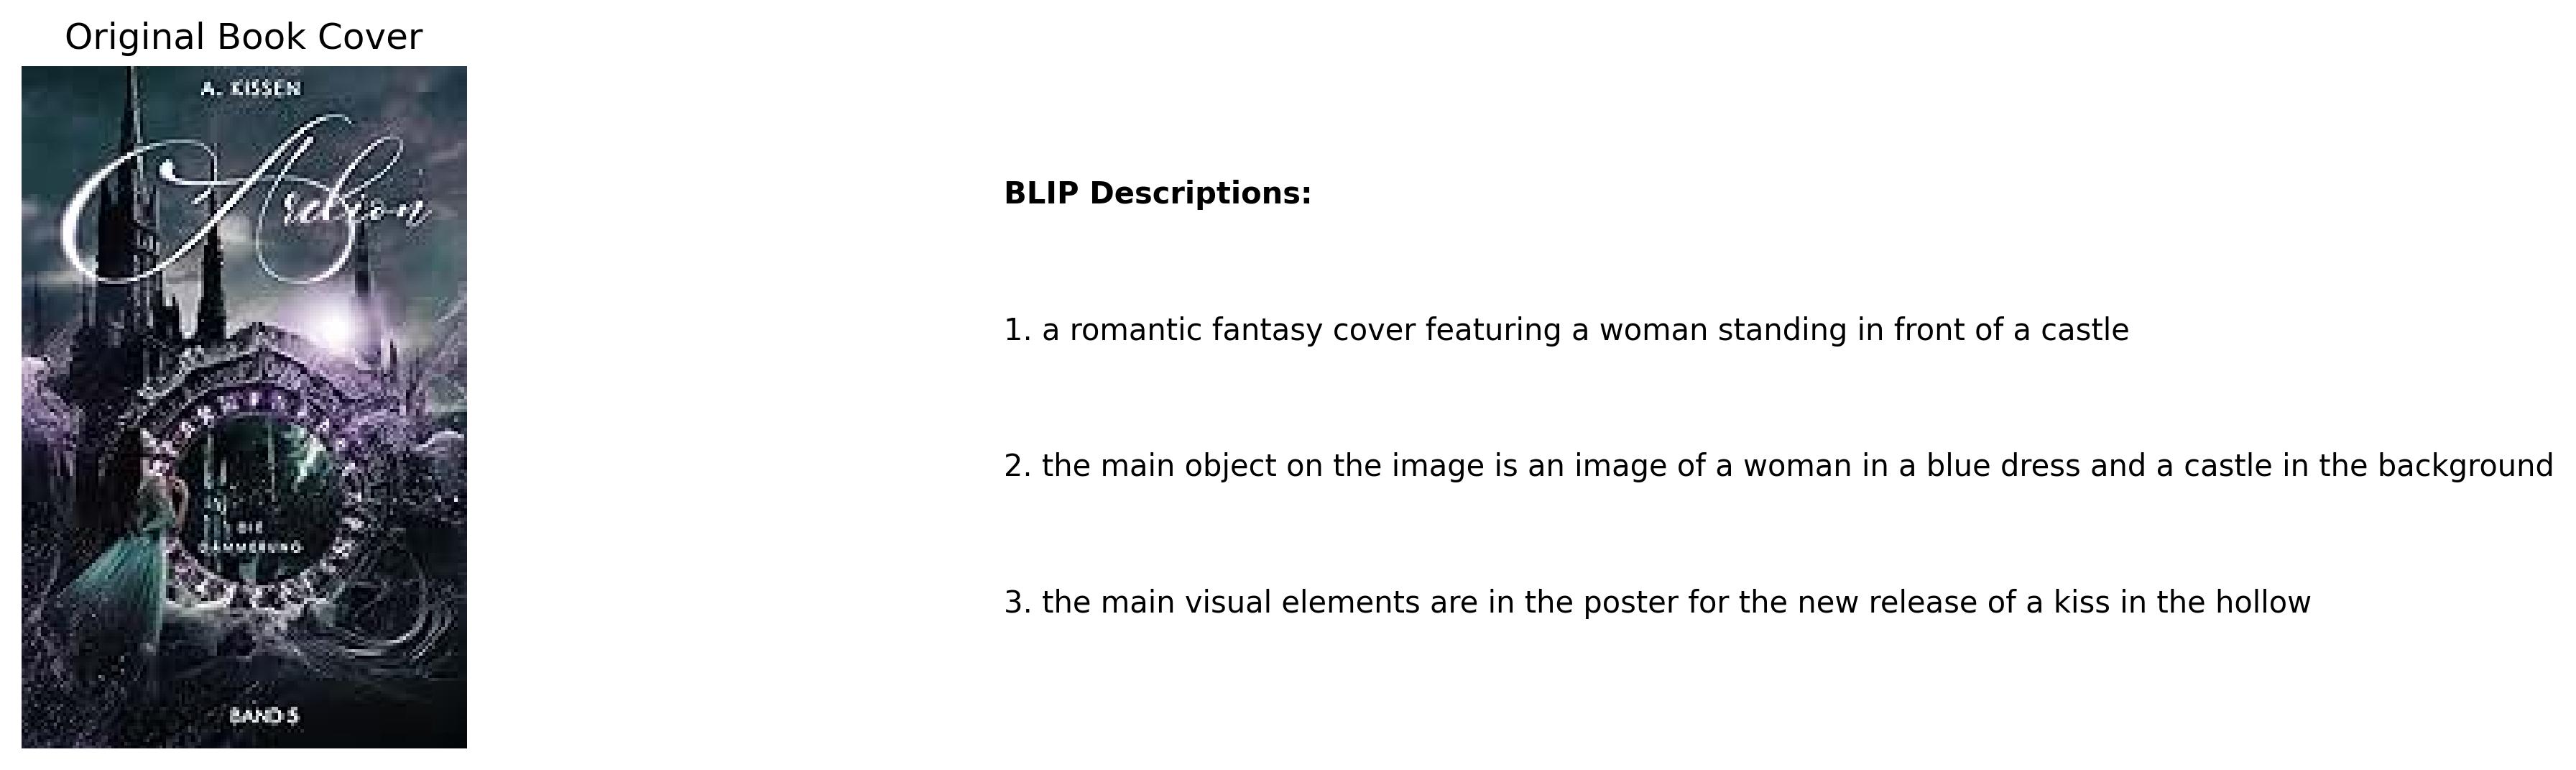 Original Book Cover
A. KISSEN
BLIP Descriptions:
1. a romantic fantasy cover featuring a woman standing in front of a castle
2. the main object on the image is an image of a woman in a blue dress and a castle in the background
DIE
DÄMMERUNG
3. the main visual elements are in the poster for the new release of a kiss in the hollow
BAND 5